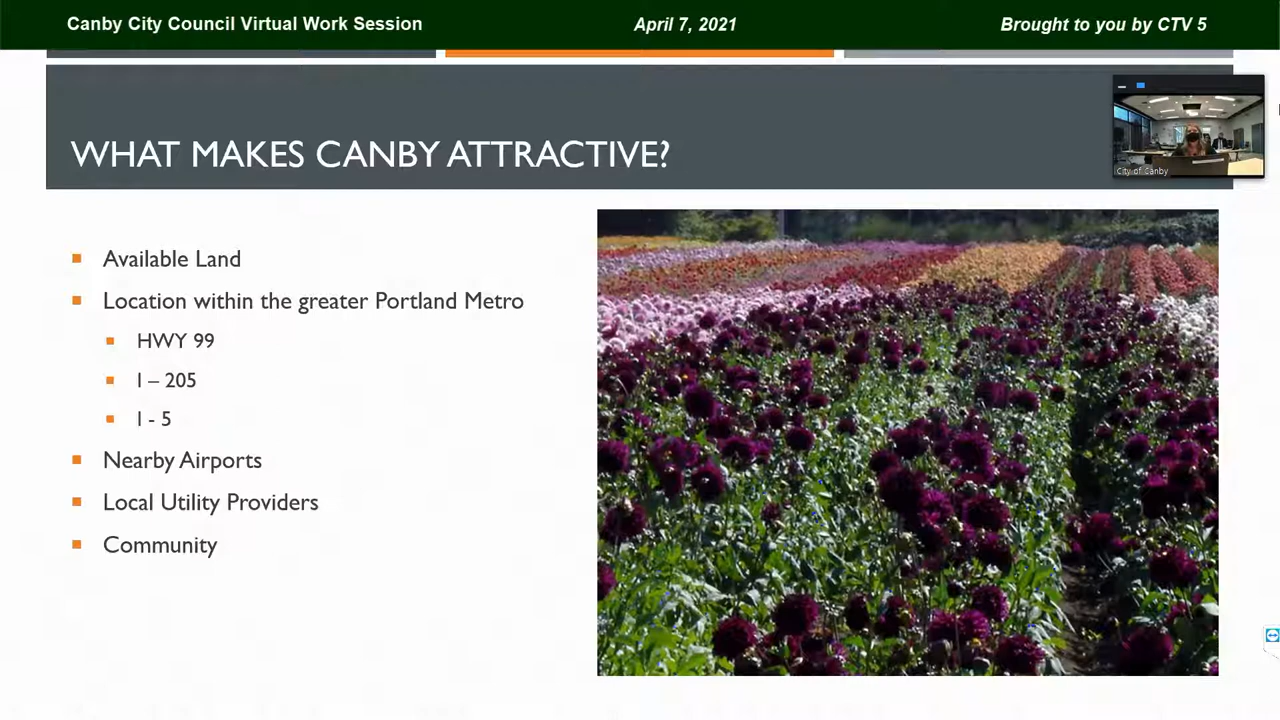 Canby City Council Virtual Work Session
April 7, 2021
Brought to you by CTV 5
WHAT MAKES CANBY ATTRACTIVE?
City of Canby
Available Land
Location within the greater Portland Metro
HWY 99
I – 205
I - 5
Nearby Airports
Local Utility Providers
Community